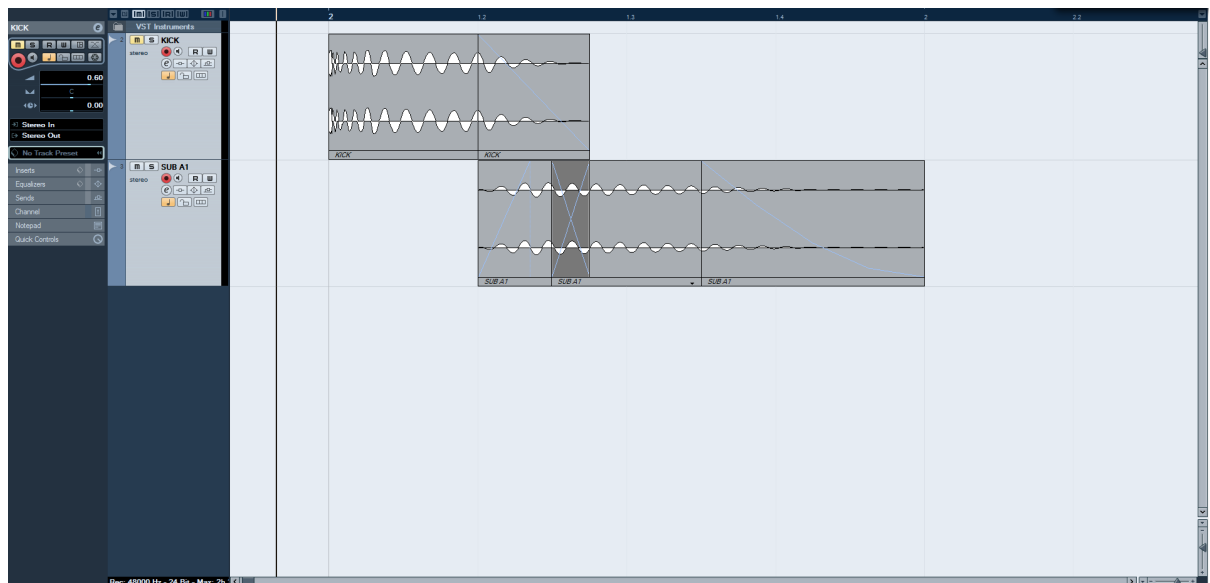 2 1.2 1.3 1.4 2 2.2
KICK e
VST Instruments
m S R W
2 m S KICK
stereo R W
e
0.60
C
0.00
Stereo In
Stereo Out
No Track Preset
KICK KICK
Inserts
Equalizers
Sends
Channel
Notepad
Quick Controls
3 m S SUB A1
stereo R W
e
SUB A1 SUB A1 SUB A1
Rec: 48000 Hz - 24 Bit - Max: 2h